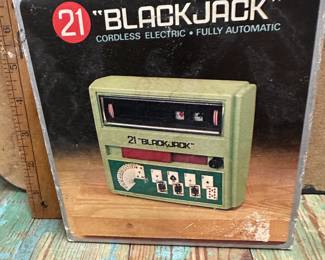 21 "BLACKJACK"
CORDLESS ELECTRIC • FULLY AUTOMATIC
21 "BLACKJACK"